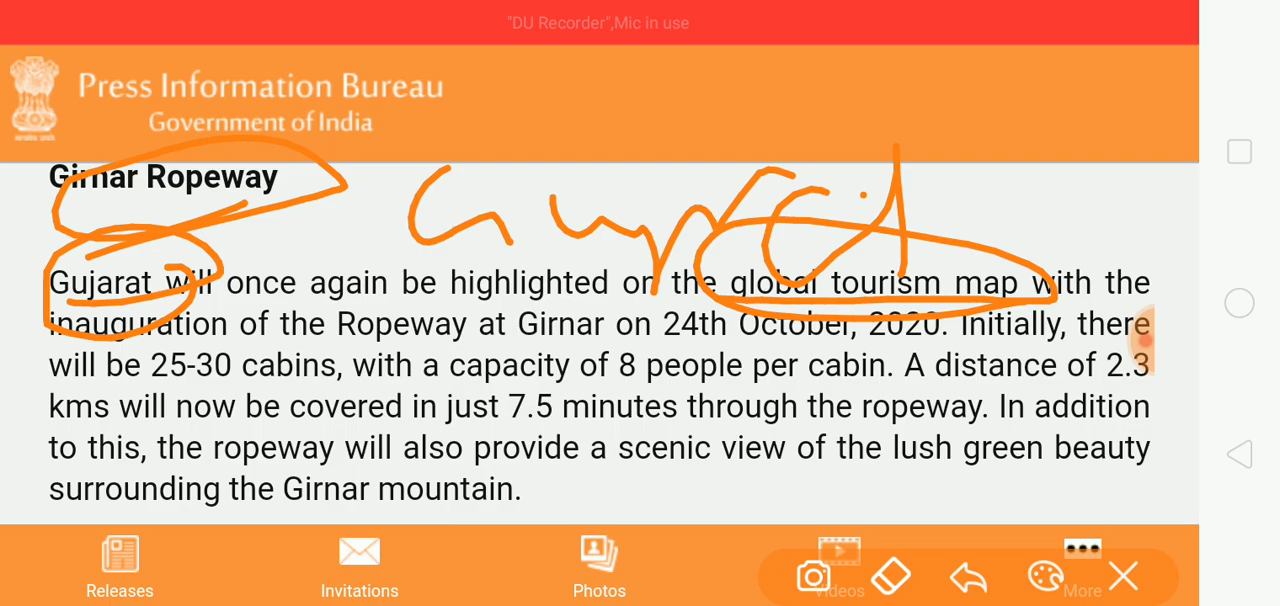 "DU Recorder",Mic in use
Press Information Bureau
Government of India
Girnar Ropeway
Gujarat will once again be highlighted on the global tourism map with the
inauguration of the Ropeway at Girnar on 24th October, 2020. Initially, there
will be 25-30 cabins, with a capacity of 8 people per cabin. A distance of 2.3
kms will now be covered in just 7.5 minutes through the ropeway. In addition
to this, the ropeway will also provide a scenic view of the lush green beauty
surrounding the Girnar mountain.
Releases
Invitations
Photos
Videos
More